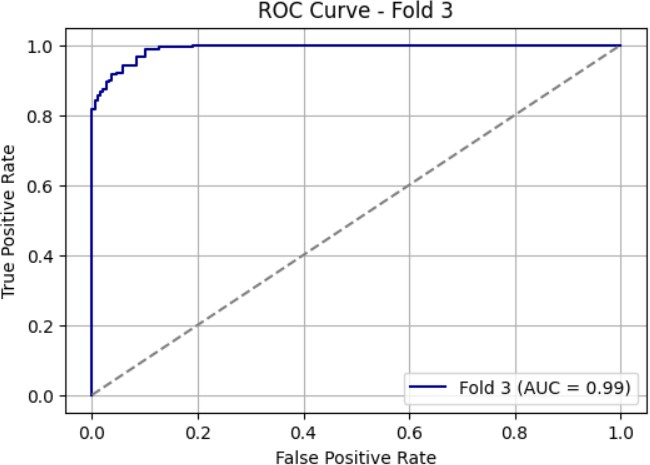 ROC Curve - Fold 3
True Positive Rate
1.0
0.8
0.6
0.4
0.2
0.0
Fold 3 (AUC = 0.99)
0.0 0.2 0.4 0.6 0.8 1.0
False Positive Rate